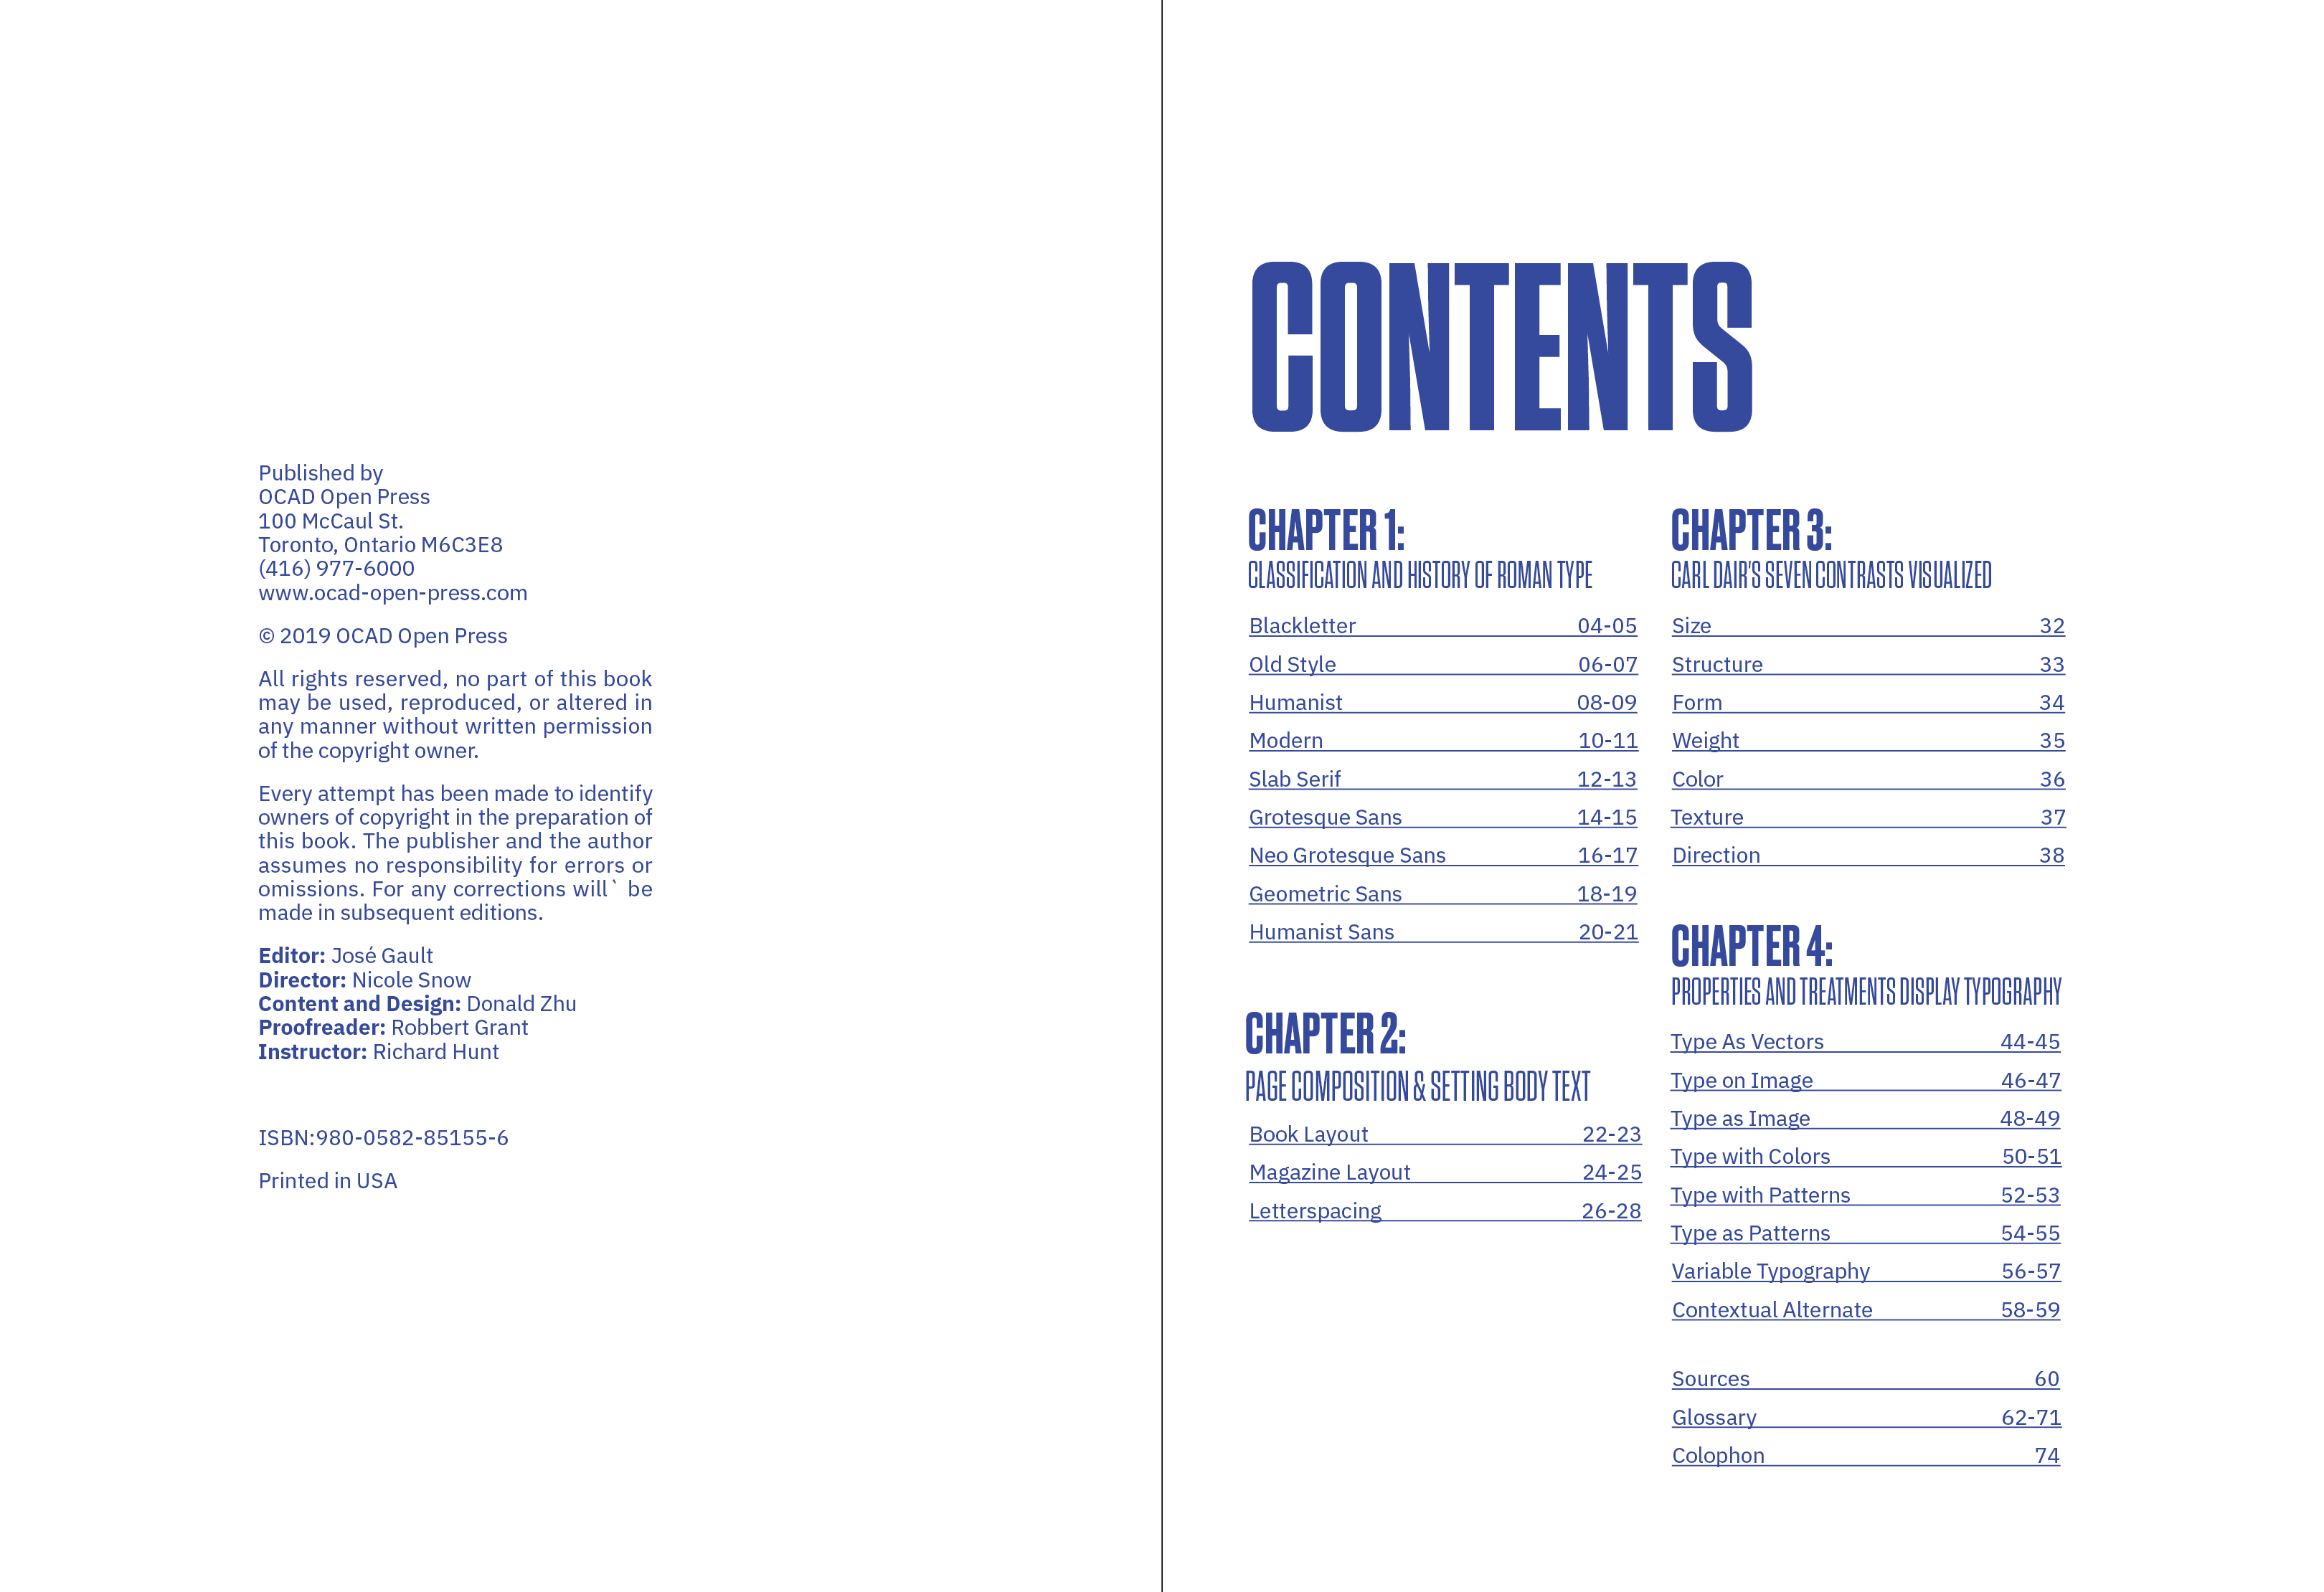 Published by
OCAD Open Press
100 McCaul St.
Toronto, Ontario M6C3E8
(416) 977-6000
www.ocad-open-press.com
© 2019 OCAD Open Press
All rights reserved, no part of this book
may be used, reproduced, or altered in
any manner without written permission
of the copyright owner.
Every attempt has been made to identify
owners of copyright in the preparation of
this book. The publisher and the author
assumes no responsibility for errors or
omissions. For any corrections will` be
made in subsequent editions.
Editor: José Gault
Director: Nicole Snow
Content and Design: Donald Zhu
Proofreader: Robbert Grant
Instructor: Richard Hunt
ISBN:980-0582-85155-6
Printed in USA
CONTENTS
CHAPTER 1:
CLASSIFICATION AND HISTORY OF ROMAN TYPE
Blackletter 04-05
Old Style 06-07
Humanist 08-09
Modern 10-11
Slab Serif 12-13
Grotesque Sans 14-15
Neo Grotesque Sans 16-17
Geometric Sans 18-19
Humanist Sans 20-21
CHAPTER 2:
PAGE COMPOSITION & SETTING BODY TEXT
Book Layout 22-23
Magazine Layout 24-25
Letterspacing 26-28
CHAPTER 3:
CARL DAIR'S SEVEN CONTRASTS VISUALIZED
Size 32
Structure 33
Form 34
Weight 35
Color 36
Texture 37
Direction 38
CHAPTER 4:
PROPERTIES AND TREATMENTS DISPLAY TYPOGRAPHY
Type As Vectors 44-45
Type on Image 46-47
Type as Image 48-49
Type with Colors 50-51
Type with Patterns 52-53
Type as Patterns 54-55
Variable Typography 56-57
Contextual Alternate 58-59
Sources 60
Glossary 62-71
Colophon 74